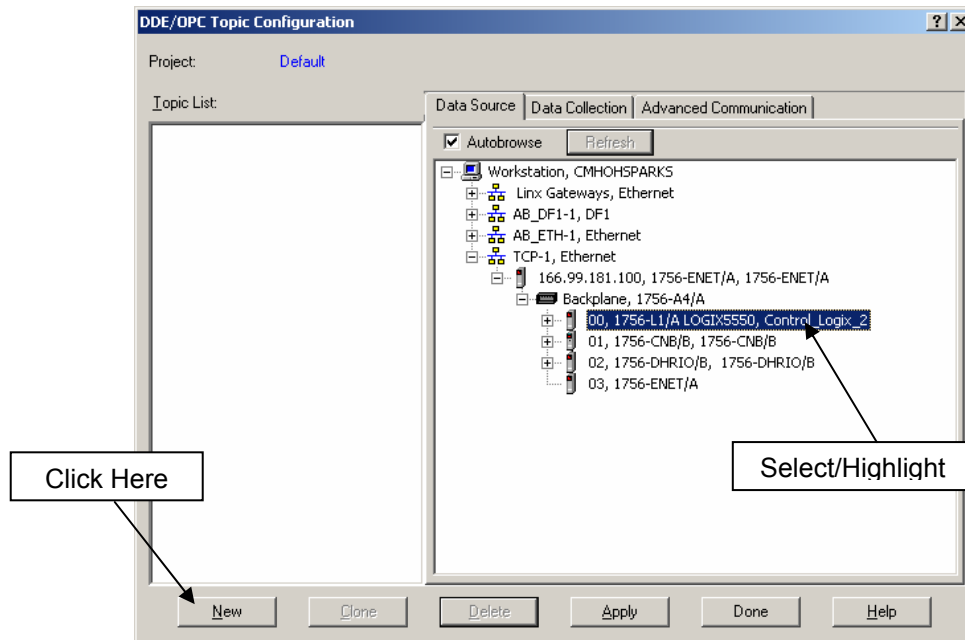 DDE/OPC Topic Configuration
Project: Default
Topic List:
Data Source Data Collection Advanced Communication
Autobrowse Refresh
Workstation, CMHOHSPARKS
Linx Gateways, Ethernet
AB_DF1-1, DF1
AB_ETH-1, Ethernet
TCP-1, Ethernet
166.99.181.100, 1756-ENET/A, 1756-ENET/A
Backplane, 1756-A4/A
00, 1756-L1/A LOGIX5550, Control_Logix_2
01, 1756-CNB/B, 1756-CNB/B
02, 1756-DHRIO/B, 1756-DHRIO/B
03, 1756-ENET/A
Click Here
Select/Highlight
New Clone Delete Apply Done Help